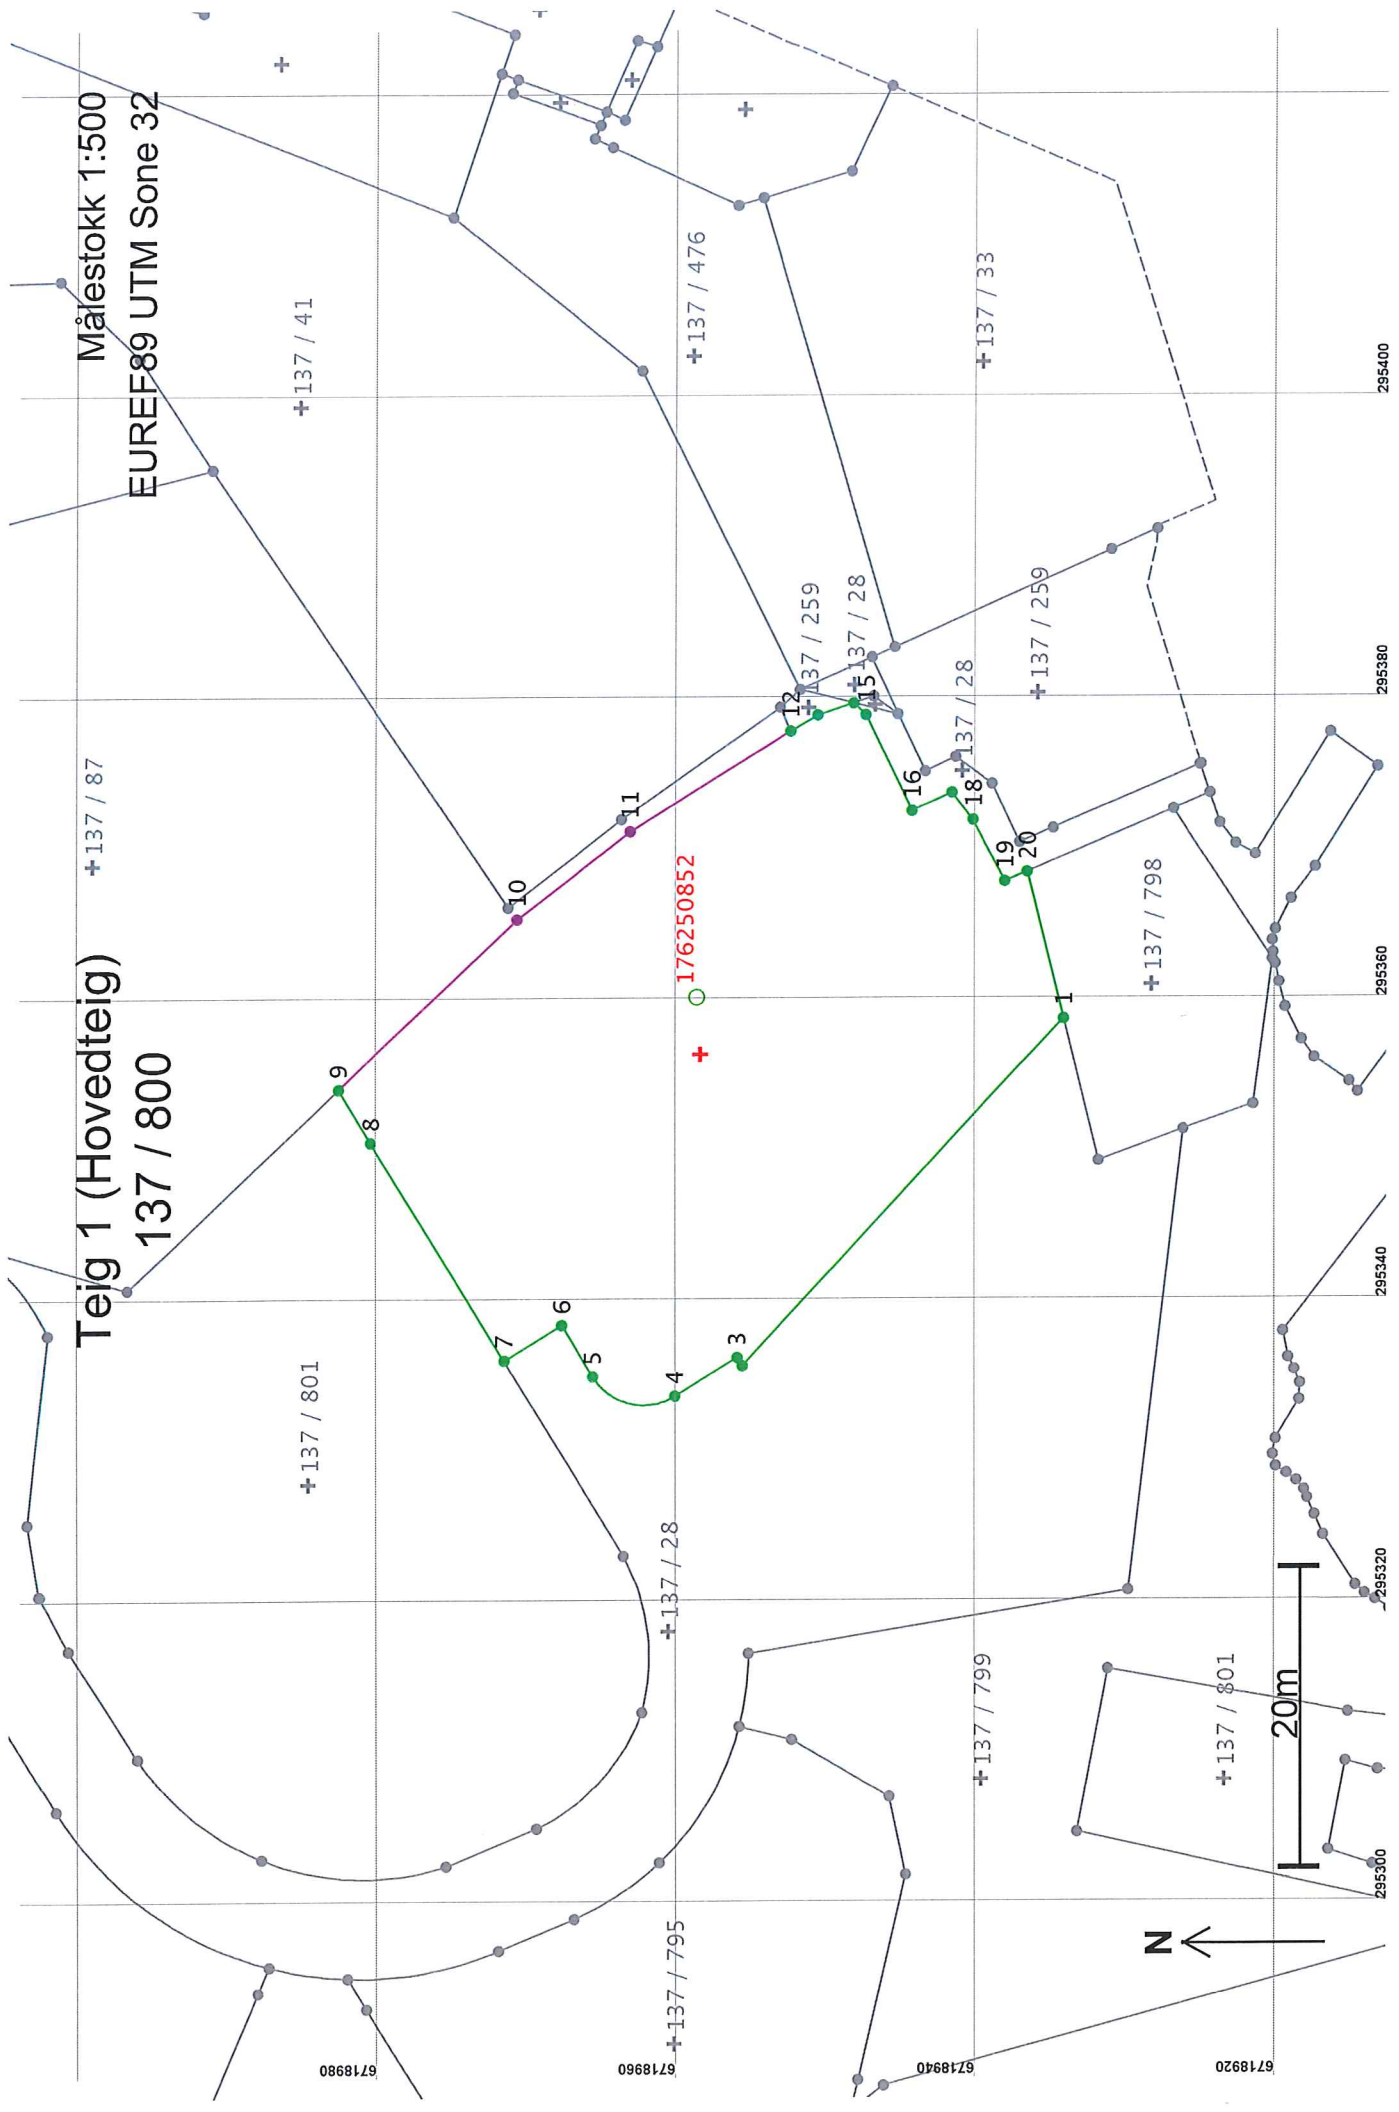 Teig 1 (Hovedteig)
137 / 800
Målestokk 1:500
EUREF89 UTM Sone 32
137 / 87
137 / 41
137 / 801
137 / 476
137 / 28
137 / 795
137 / 33
137 / 259
137 / 28
137 / 28
137 / 259
137 / 798
137 / 799
137 / 801
176250852
1
3
4
5
6
7
8
9
10
11
12
15
16
18
19
20
6718980
6718960
6718940
6718920
295300
295320
295340
295360
295380
295400
20m
N